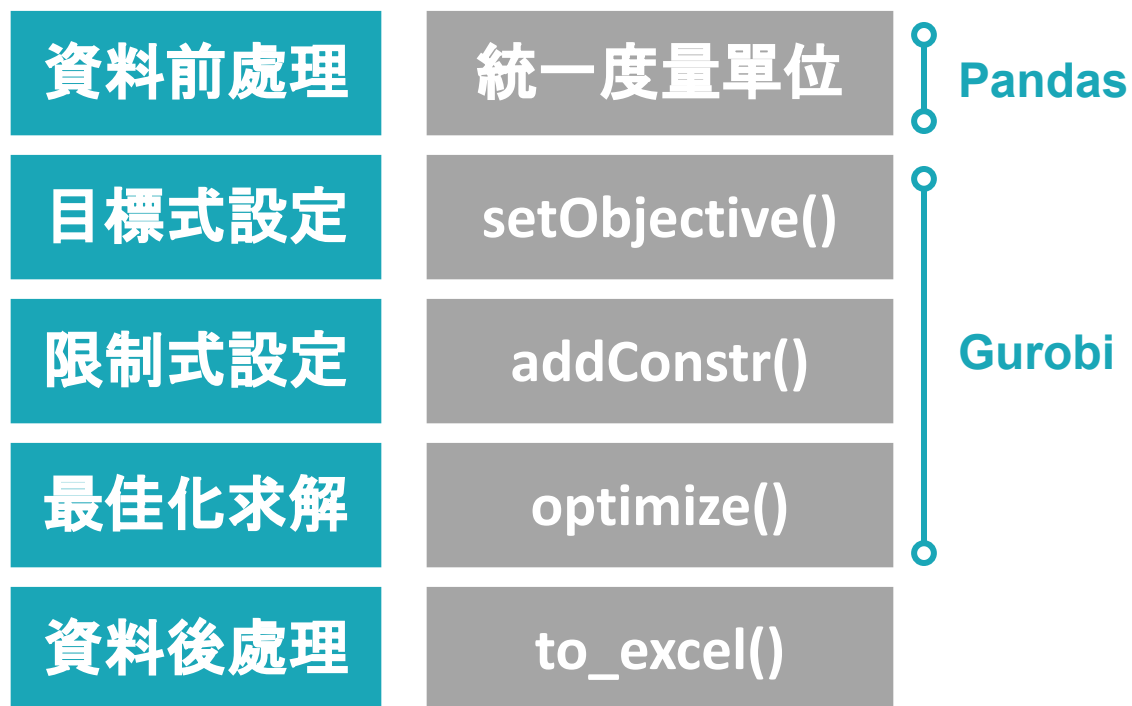 資料前處理
統一度量單位
Pandas
目標式設定
setObjective()
限制式設定
addConstr()
Gurobi
最佳化求解
optimize()
資料後處理
to_excel()